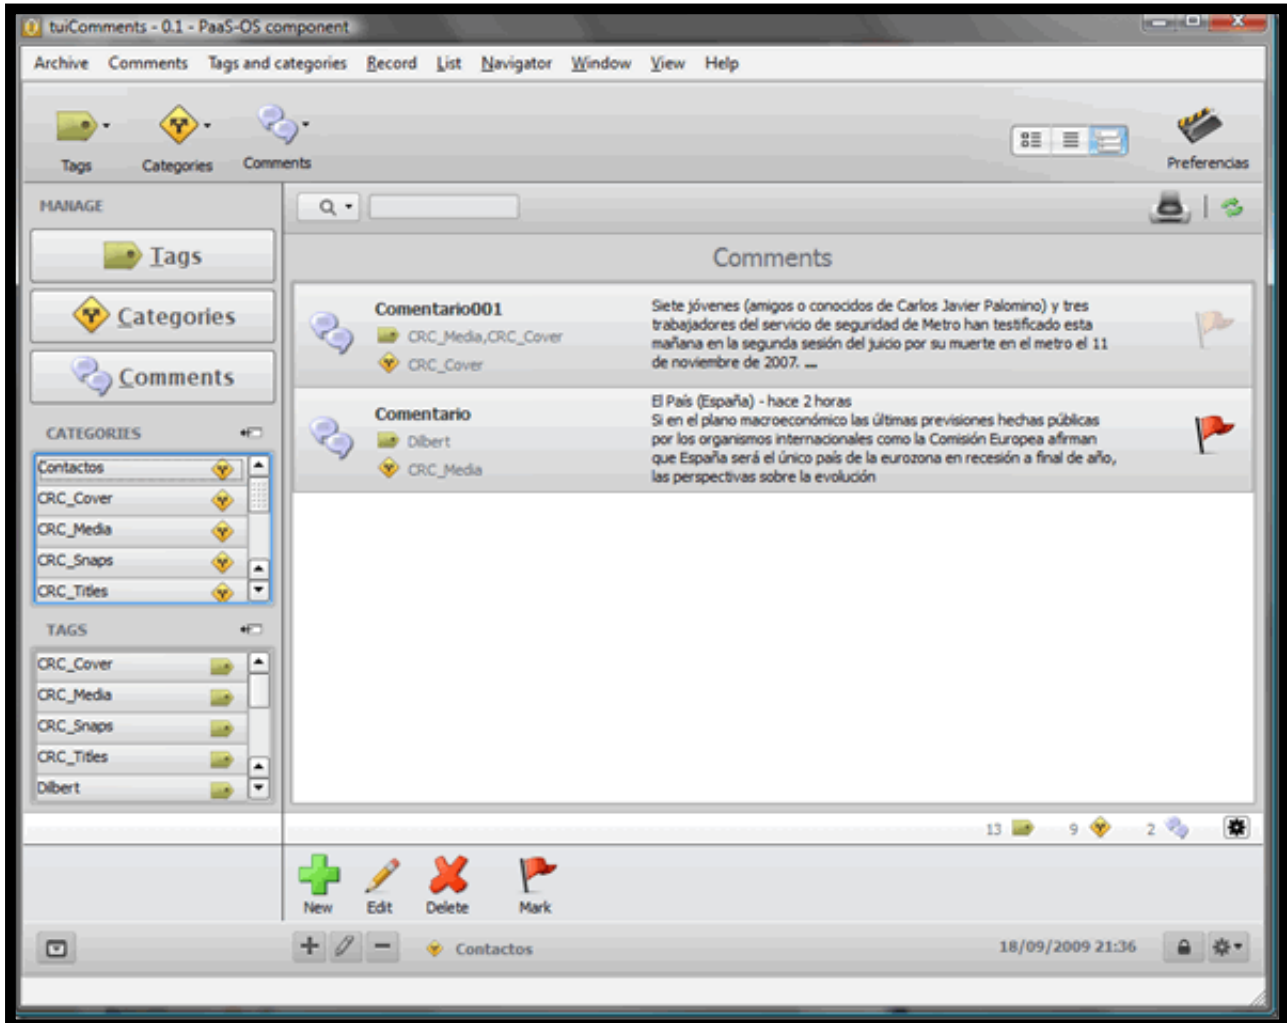 tuiComments - 0.1 - PaaS-OS component
Archive Comments Tags and categories Record List Navigator Window View Help
Tags Categories Comments Preferencias
MANAGE
Tags
Categories
Comments
CATEGORIES
Contactos
CRC_Cover
CRC_Media
CRC_Snaps
CRC_Titles
TAGS
CRC_Cover
CRC_Media
CRC_Snaps
CRC_Titles
Dilbert
Comments
Comentario001
CRC_Media,CRC_Cover
CRC_Cover
Siete jóvenes (amigos o conocidos de Carlos Javier Palomino) y tres
trabajadores del servicio de seguridad de Metro han testificado esta
mañana en la segunda sesión del juicio por su muerte en el metro el 11
de noviembre de 2007. ...
Comentario
Dilbert
CRC_Media
El País (España) - hace 2 horas
Si en el plano macroeconómico las últimas previsiones hechas públicas
por los organismos internacionales como la Comisión Europea afirman
que España será el único país de la eurozona en recesión a final de año,
las perspectivas sobre la evolución
13 9 2
New Edit Delete Mark
Contactos 18/09/2009 21:36